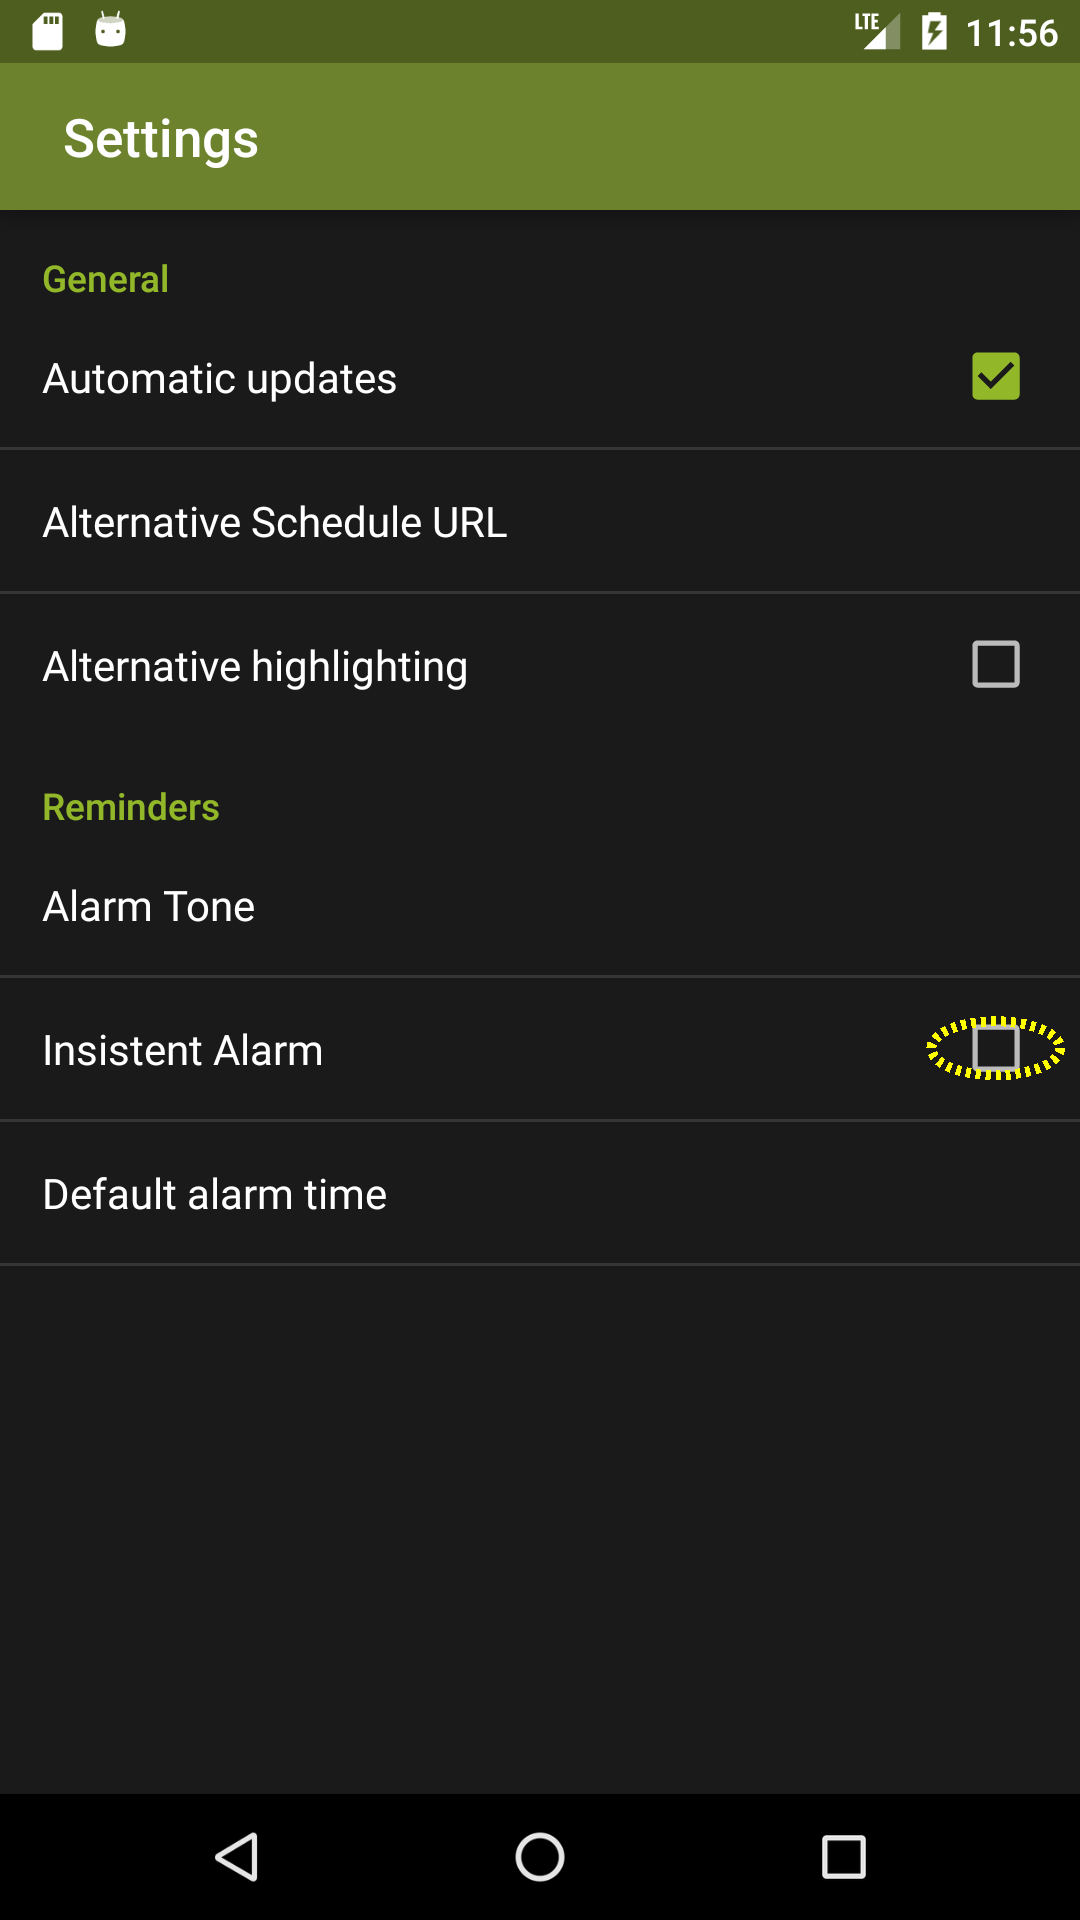 LTE 11:56
Settings
General
Automatic updates
Alternative Schedule URL
Alternative highlighting
Reminders
Alarm Tone
Insistent Alarm
Default alarm time